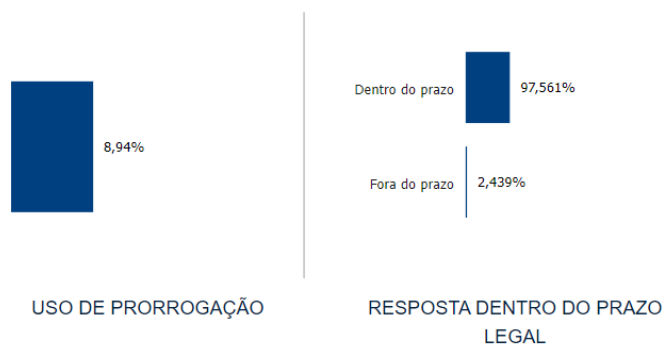 8,94%
USO DE PRORROGAÇÃO
Dentro do prazo 97,561%
Fora do prazo 2,439%
RESPOSTA DENTRO DO PRAZO
LEGAL